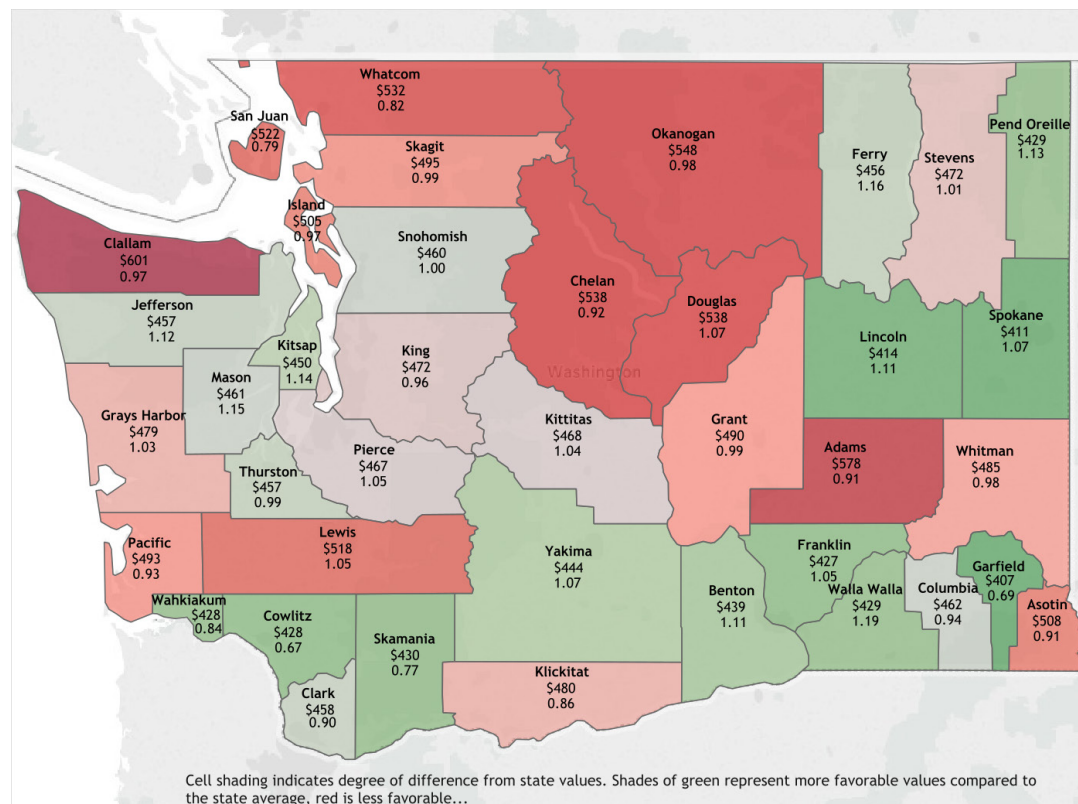 Whatcom
$532
0.82
San Juan
$522
0.79
Skagit
$495
0.99
Island
$505
0.97
Okanogan
$548
0.98
Ferry
$456
1.16
Stevens
$472
1.01
Pend Oreille
$429
1.13
Clallam
$601
0.97
Snohomish
$460
1.00
Jefferson
$457
1.12
Chelan
$538
0.92
Douglas
$538
1.07
Lincoln
$414
1.11
Spokane
$411
1.07
Kitsap
$450
1.14
King
$472
0.96
Washington
Mason
$461
1.15
Grays Harbor
$479
1.03
Kittitas
$468
1.04
Grant
$490
0.99
Pierce
$467
1.05
Adams
$578
0.91
Whitman
$485
0.98
Thurston
$457
0.99
Pacific
$493
0.93
Lewis
$518
1.05
Yakima
$444
1.07
Franklin
$427
1.05
Benton
$439
1.11
Walla Walla
$429
1.19
Columbia
$462
0.94
Garfield
$407
0.69
Asotin
$508
0.91
Wahkiakum
$428
0.84
Cowlitz
$428
0.67
Skamania
$430
0.77
Klickitat
$480
0.86
Clark
$458
0.90
Cell shading indicates degree of difference from state values. Shades of green represent more favorable values compared to
the state average, red is less favorable...